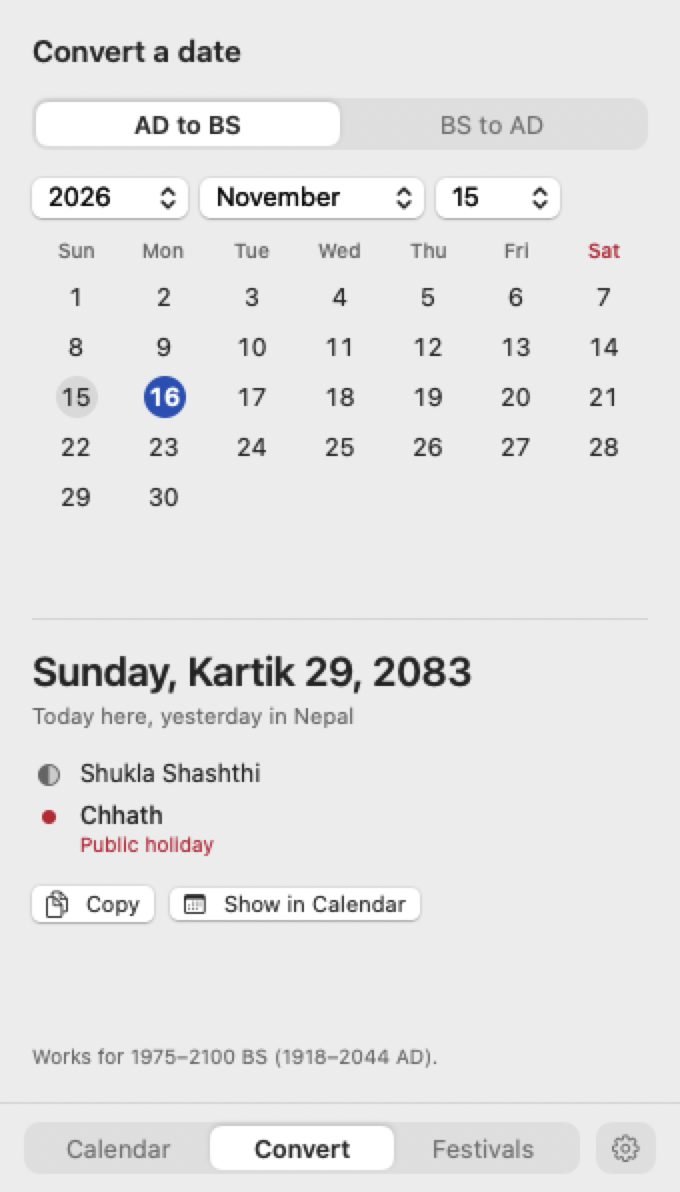 Convert a date
AD to BS BS to AD
2026 November 15
Sun Mon Tue Wed Thu Fri Sat
1 2 3 4 5 6 7
8 9 10 11 12 13 14
15 16 17 18 19 20 21
22 23 24 25 26 27 28
29 30
Sunday, Kartik 29, 2083
Today here, yesterday in Nepal
Shukla Shashthi
Chhath
Public holiday
Copy Show in Calendar
Works for 1975–2100 BS (1918–2044 AD).
Calendar Convert Festivals